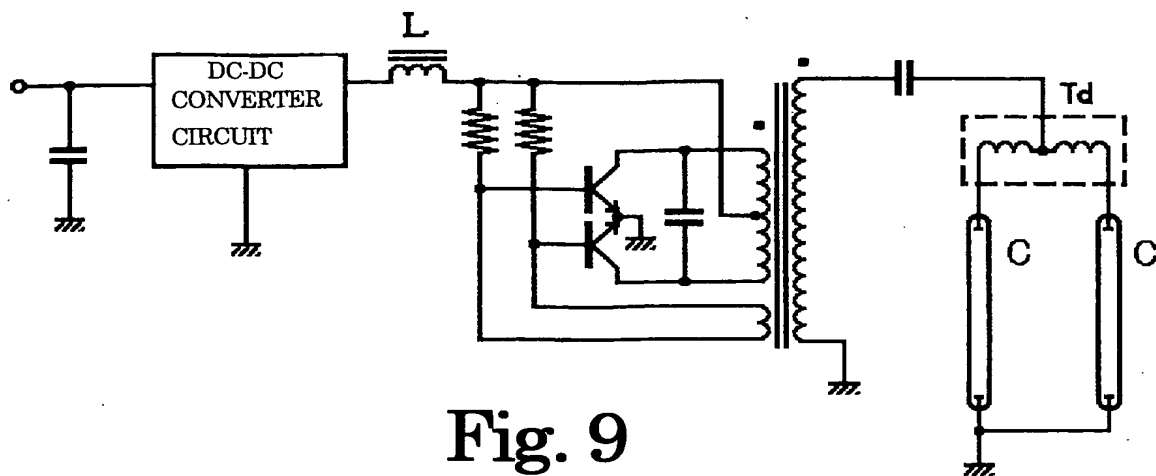 L
DC-DC
CONVERTER
CIRCUIT
Td
C
C
Fig. 9